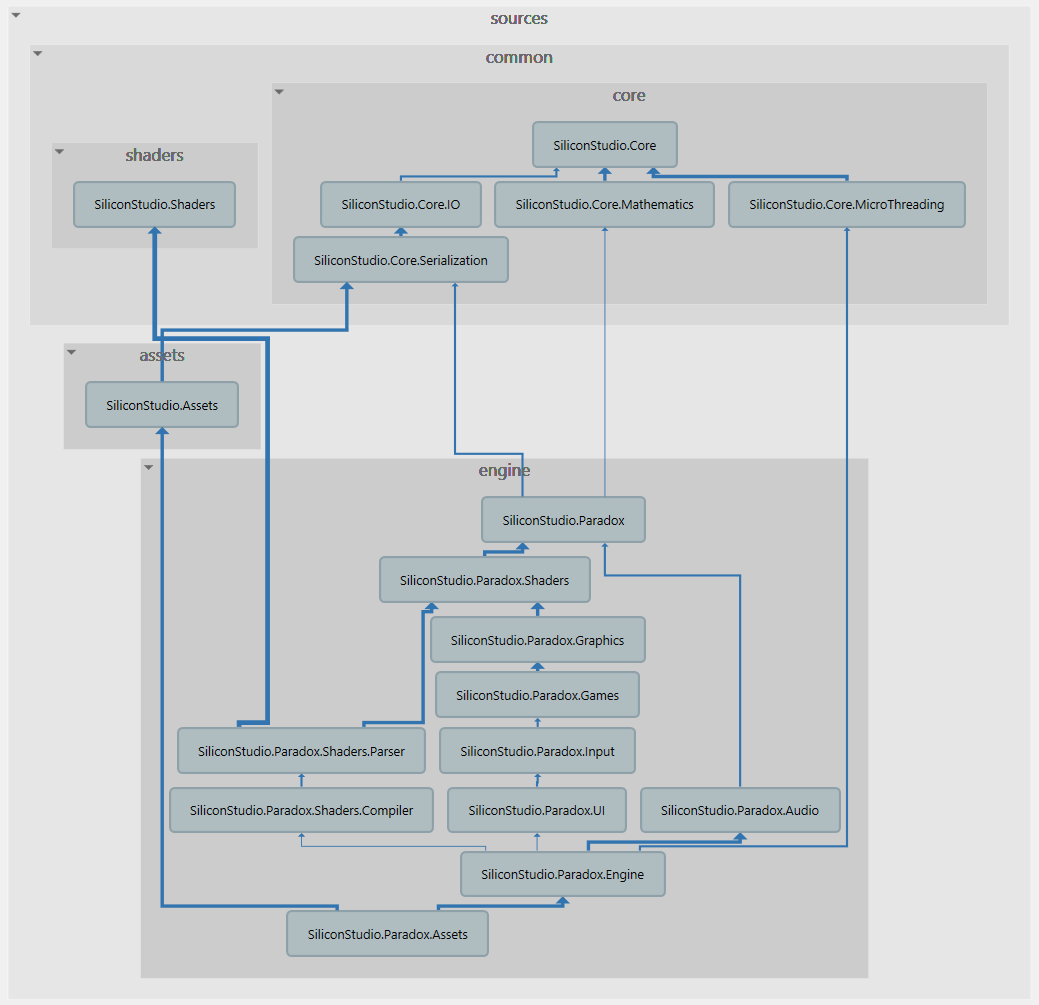 sources
common
core
SiliconStudio.Core
shaders
SiliconStudio.Shaders
SiliconStudio.Core.IO
SiliconStudio.Core.Mathematics
SiliconStudio.Core.MicroThreading
SiliconStudio.Core.Serialization
assets
SiliconStudio.Assets
engine
SiliconStudio.Paradox
SiliconStudio.Paradox.Shaders
SiliconStudio.Paradox.Graphics
SiliconStudio.Paradox.Games
SiliconStudio.Paradox.Shaders.Parser
SiliconStudio.Paradox.Input
SiliconStudio.Paradox.Shaders.Compiler
SiliconStudio.Paradox.UI
SiliconStudio.Paradox.Audio
SiliconStudio.Paradox.Engine
SiliconStudio.Paradox.Assets